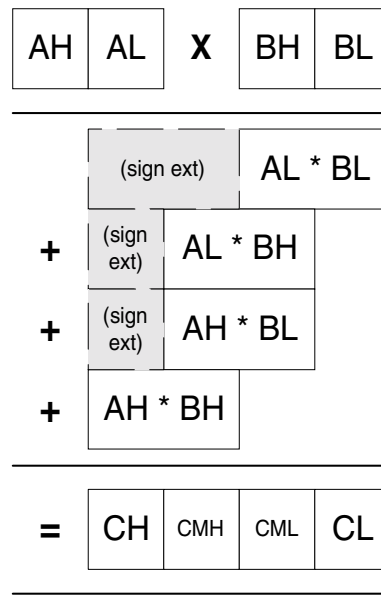 AH AL X BH BL
(sign ext) AL * BL
+ (sign ext) AL * BH
+ (sign ext) AH * BL
+ AH * BH
= CH CMH CML CL